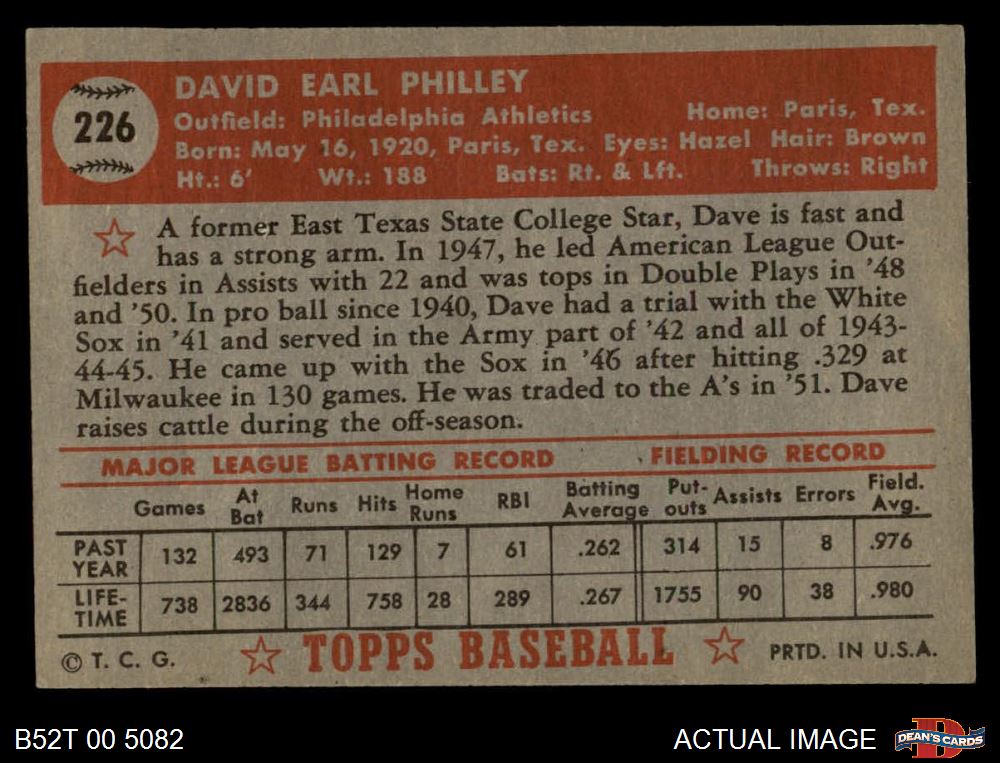 226
DAVID EARL PHILLEY
Outfield: Philadelphia Athletics Home: Paris, Tex.
Born: May 16, 1920, Paris, Tex. Eyes: Hazel Hair: Brown
Ht.: 6' Wt.: 188 Bats: Rt. & Lft. Throws: Right
A former East Texas State College Star, Dave is fast and
has a strong arm. In 1947, he led American League Out-
fielders in Assists with 22 and was tops in Double Plays in '48
and '50. In pro ball since 1940, Dave had a trial with the White
Sox in '41 and served in the Army part of '42 and all of 1943-
44-45. He came up with the Sox in '46 after hitting .329 at
Milwaukee in 130 games. He was traded to the A's in '51. Dave
raises cattle during the off-season.
MAJOR LEAGUE BATTING RECORD FIELDING RECORD
Games At Bat Runs Hits Home Runs RBI Batting Average Put-outs Assists Errors Field. Avg.
PAST YEAR 132 493 71 129 7 61 .262 314 15 8 .976
LIFE-TIME 738 2836 344 758 28 289 .267 1755 90 38 .980
© T. C. G. TOPPS BASEBALL PRTD. IN U.S.A.
B52T 00 5082 ACTUAL IMAGE DEAN'S CARDS